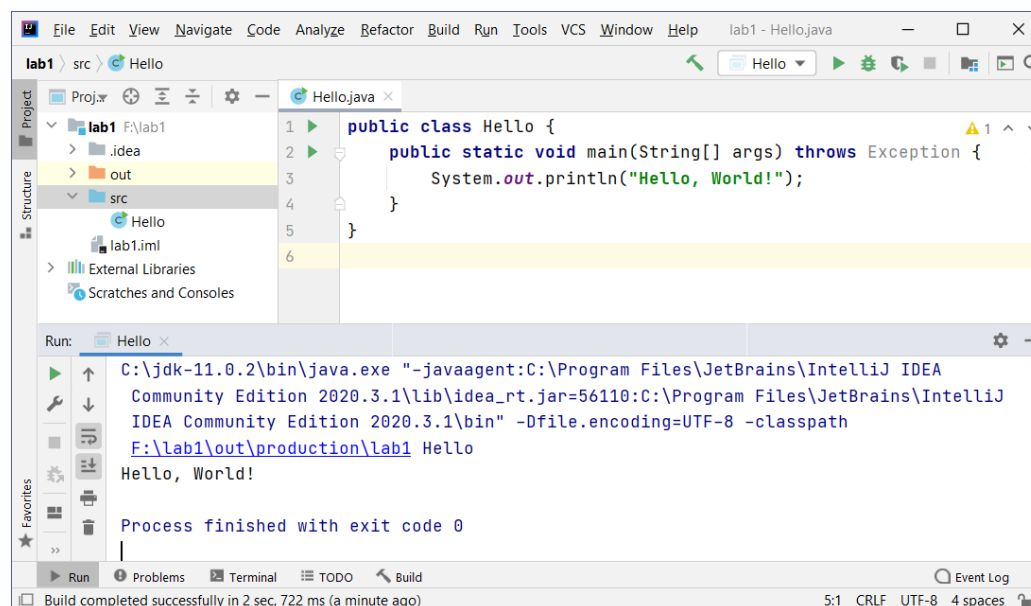 File Edit View Navigate Code Analyze Refactor Build Run Tools VCS Window Help lab1 - Hello.java
lab1 src Hello
Hello
Project
Structure
Favorites
Proj..
lab1 F:\lab1
.idea
out
src
Hello
lab1.iml
External Libraries
Scratches and Consoles
Hello.java
1 public class Hello {
2 public static void main(String[] args) throws Exception {
3 System.out.println("Hello, World!");
4 }
5 }
6
1
Run: Hello
C:\jdk-11.0.2\bin\java.exe "-javaagent:C:\Program Files\JetBrains\IntelliJ IDEA
Community Edition 2020.3.1\lib\idea_rt.jar=56110:C:\Program Files\JetBrains\IntelliJ
IDEA Community Edition 2020.3.1\bin" -Dfile.encoding=UTF-8 -classpath
F:\lab1\out\production\lab1 Hello
Hello, World!
Process finished with exit code 0
Run Problems Terminal TODO Build Event Log
Build completed successfully in 2 sec, 722 ms (a minute ago) 5:1 CRLF UTF-8 4 spaces